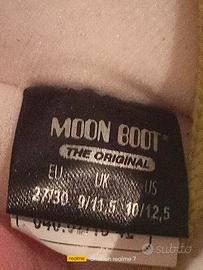 MOON BOOT®
THE ORIGINAL
EU UK US
27/30 9/11,5 10/12,5
subito
realme Shot on realme 7